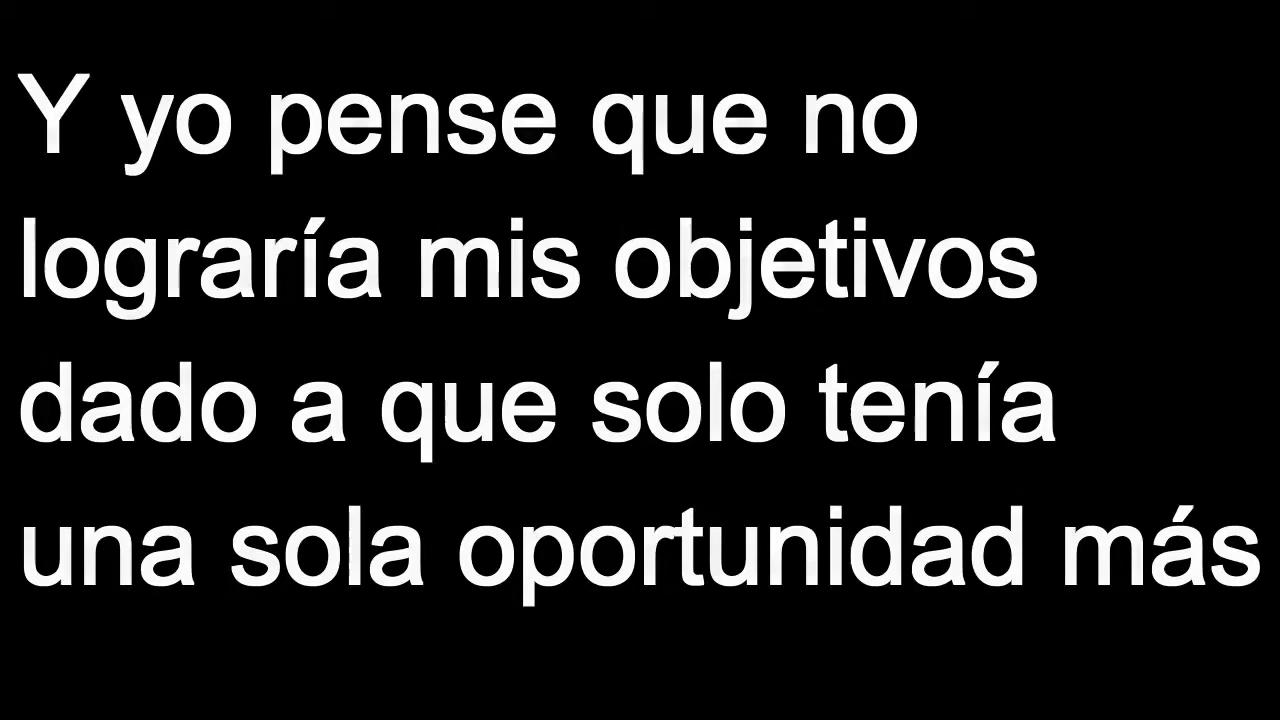 Y yo pense que no
lograría mis objetivos
dado a que solo tenía
una sola oportunidad más